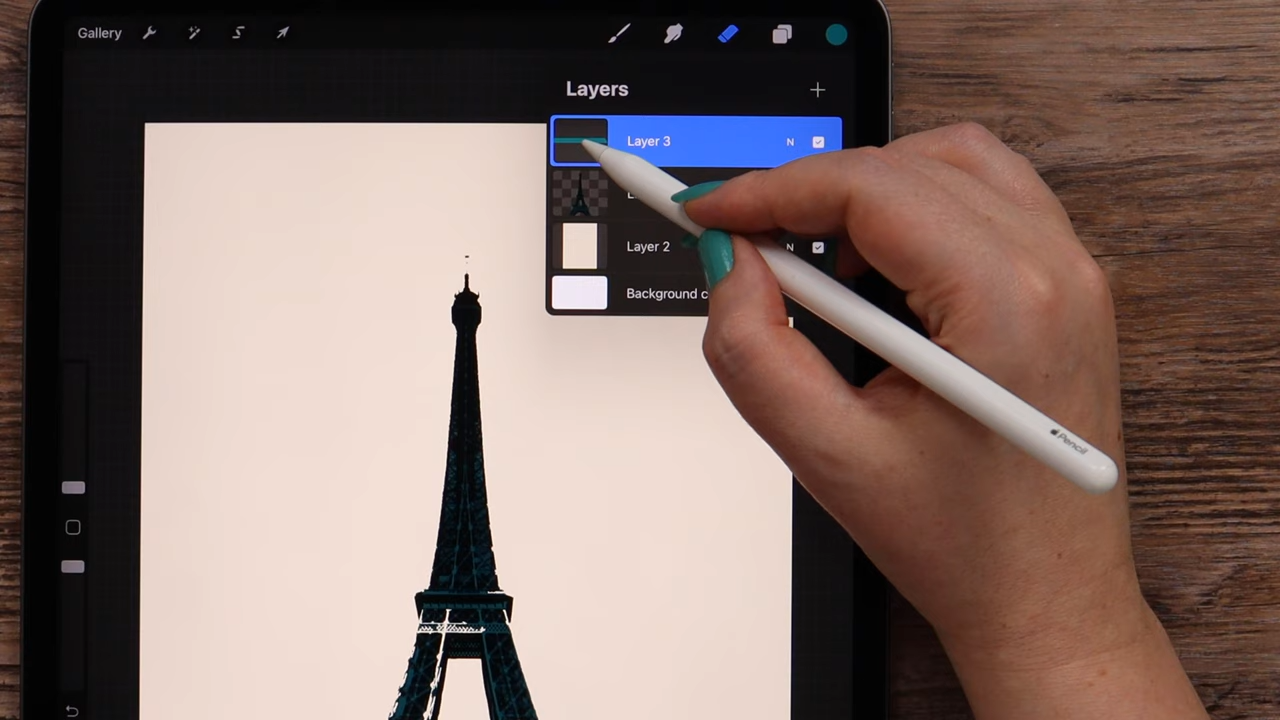 Gallery
Layers
Layer 3
N
Layer 2
N
Background c
Pencil